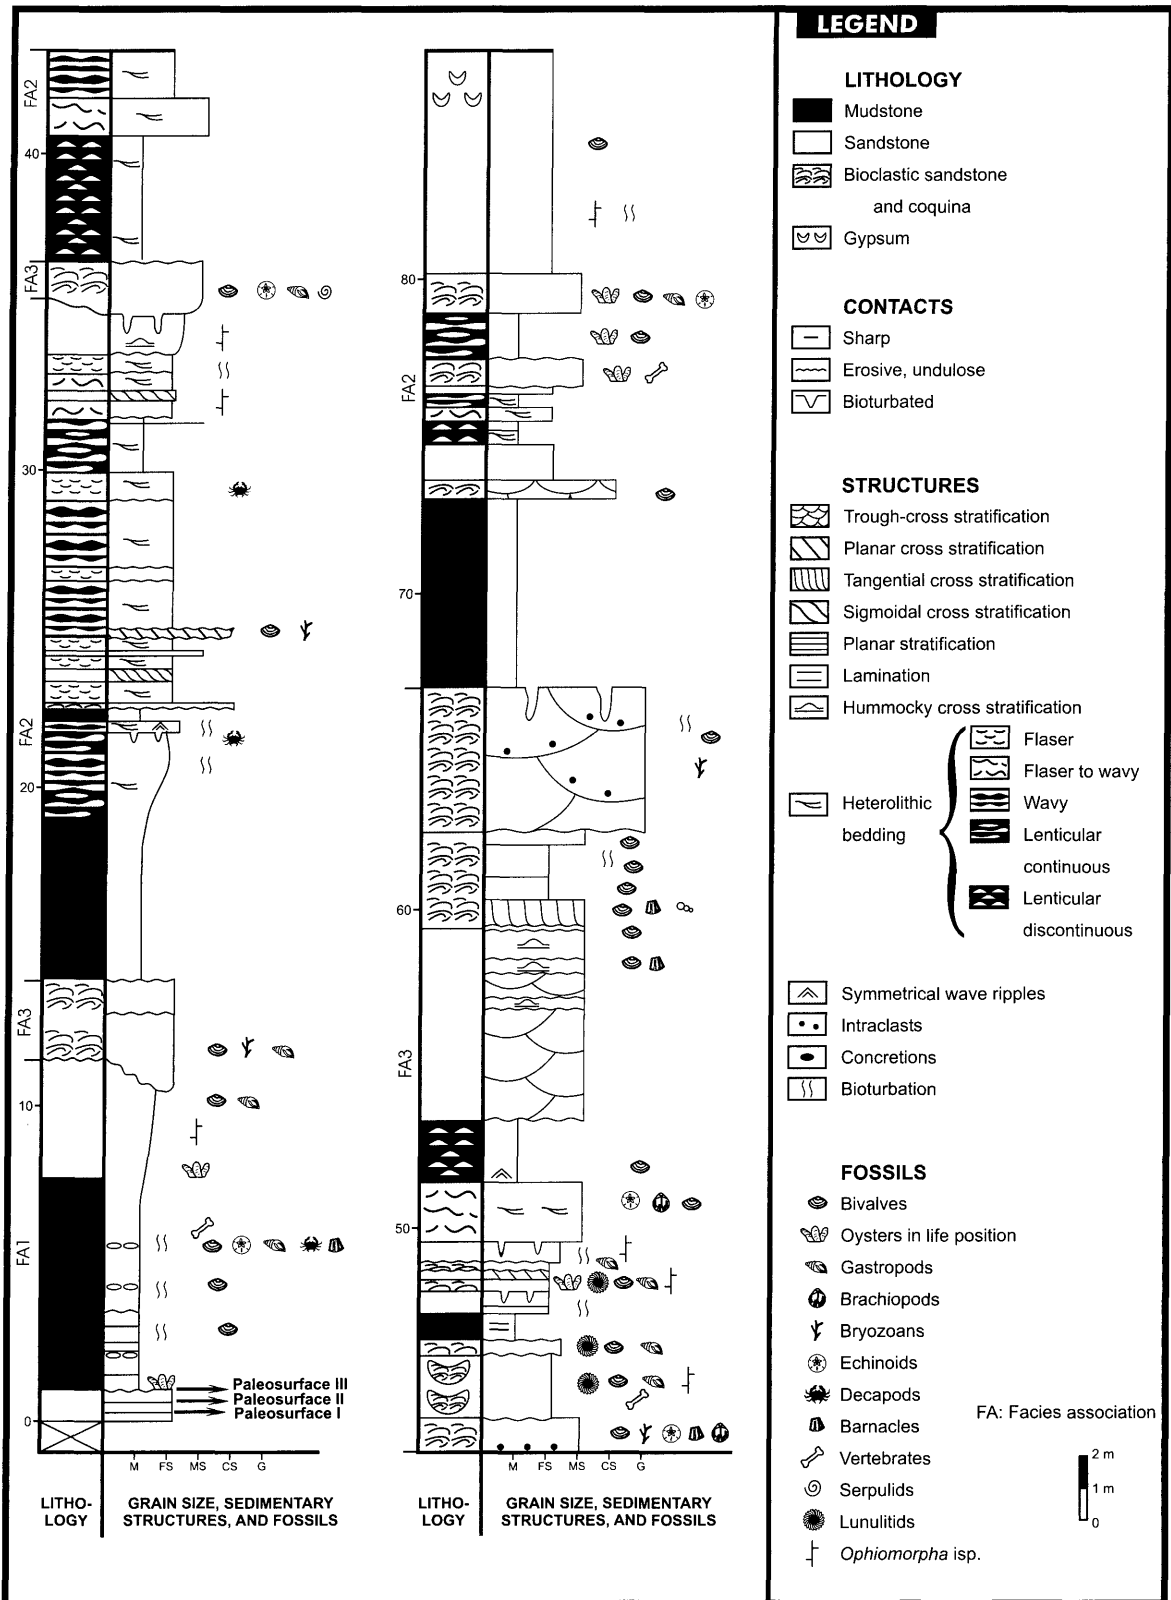 FA2
40
FA3
30
FA2
20
FA3
10
FA1
0
Paleosurface III
Paleosurface II
Paleosurface I
M FS MS CS G
LITHO-
LOGY
GRAIN SIZE, SEDIMENTARY
STRUCTURES, AND FOSSILS
80
FA2
70
60
FA3
50
M FS MS CS G
LITHO-
LOGY
GRAIN SIZE, SEDIMENTARY
STRUCTURES, AND FOSSILS
LEGEND
LITHOLOGY
Mudstone
Sandstone
Bioclastic sandstone
and coquina
Gypsum
CONTACTS
Sharp
Erosive, undulose
Bioturbated
STRUCTURES
Trough-cross stratification
Planar cross stratification
Tangential cross stratification
Sigmoidal cross stratification
Planar stratification
Lamination
Hummocky cross stratification
Heterolithic
bedding
Flaser
Flaser to wavy
Wavy
Lenticular
continuous
Lenticular
discontinuous
Symmetrical wave ripples
Intraclasts
Concretions
Bioturbation
FOSSILS
Bivalves
Oysters in life position
Gastropods
Brachiopods
Bryozoans
Echinoids
Decapods
Barnacles
Vertebrates
Serpulids
Lunulitids
Ophiomorpha isp.
FA: Facies association
2 m
1 m
0